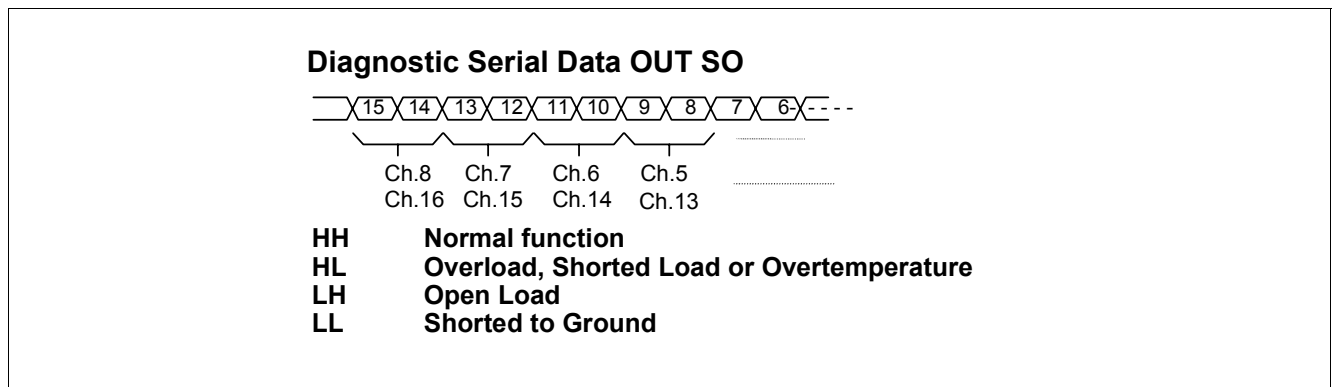 Diagnostic Serial Data OUT SO
15 14 13 12 11 10 9 8 7 6
Ch.8 Ch.7 Ch.6 Ch.5
Ch.16 Ch.15 Ch.14 Ch.13
HH Normal function
HL Overload, Shorted Load or Overtemperature
LH Open Load
LL Shorted to Ground